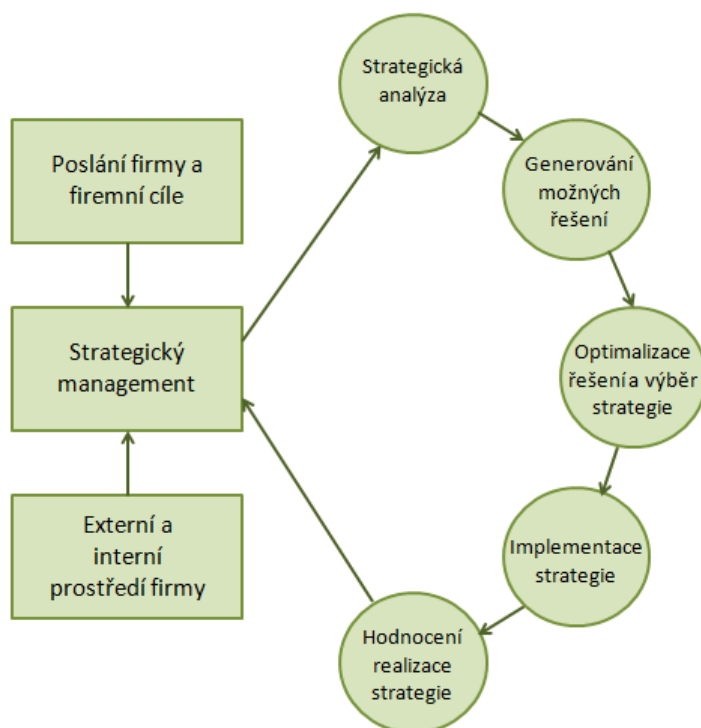 Strategická
analýza
Poslání firmy a
firemní cíle
Generování
možných
řešení
Strategický
management
Optimalizace
řešení a výběr
strategie
Externí a
interní
prostředí firmy
Implementace
strategie
Hodnocení
realizace
strategie